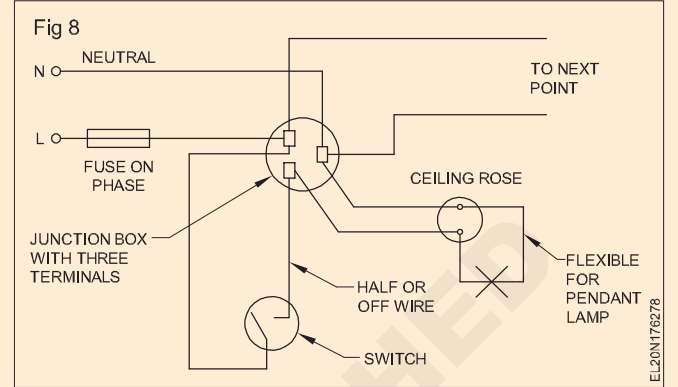 Fig 8
NEUTRAL
N
TO NEXT
POINT
L
FUSE ON
PHASE
CEILING ROSE
JUNCTION BOX
WITH THREE
TERMINALS
FLEXIBLE
FOR
PENDANT
LAMP
HALF OR
OFF WIRE
SWITCH
EL20N176278